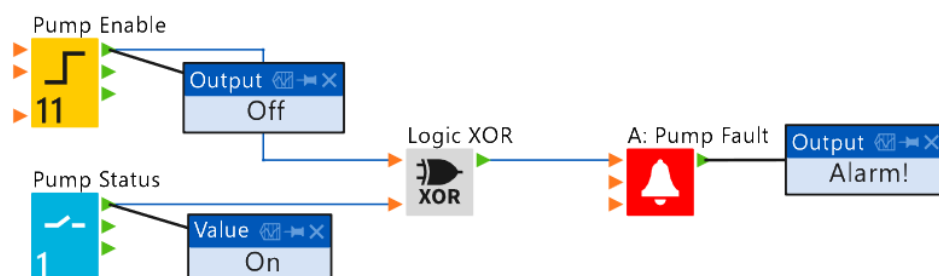 Pump Enable
11
Output
Off
Logic XOR
XOR
A: Pump Fault
Output
Alarm!
Pump Status
1
Value
On